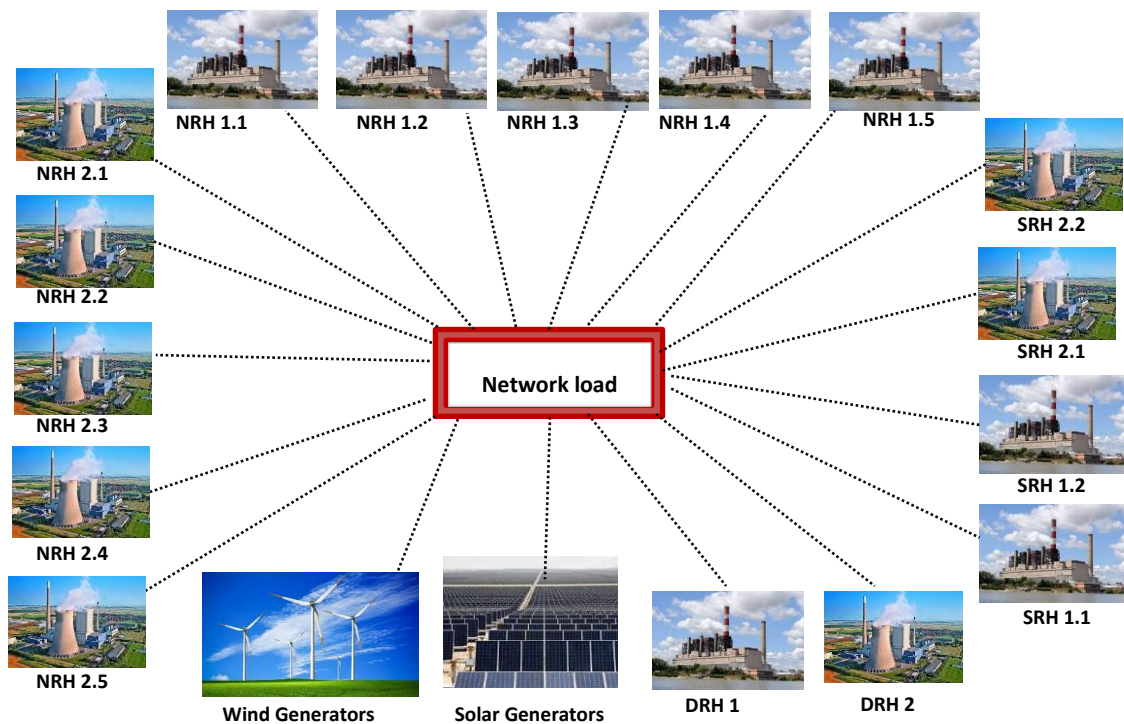 NRH 1.1
NRH 1.2
NRH 1.3
NRH 1.4
NRH 1.5
NRH 2.1
SRH 2.2
NRH 2.2
SRH 2.1
Network load
NRH 2.3
SRH 1.2
NRH 2.4
SRH 1.1
NRH 2.5
Wind Generators
Solar Generators
DRH 1
DRH 2